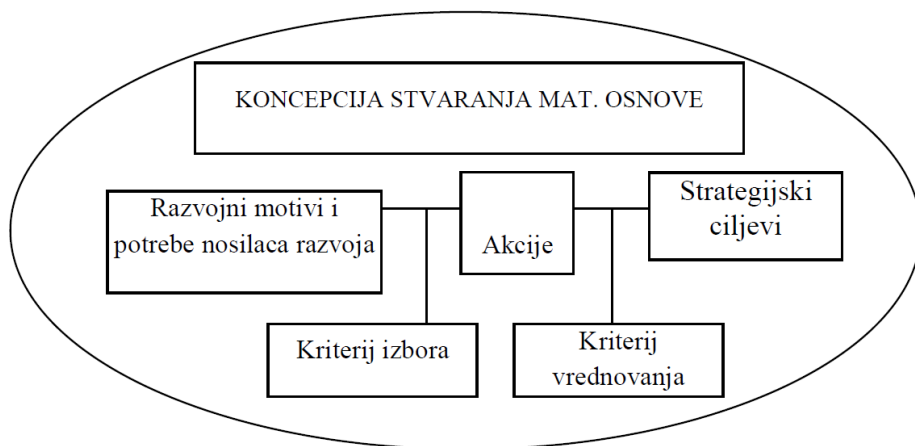 KONCEPCIJA STVARANJA MAT. OSNOVE
Razvojni motivi i
potrebe nosilaca razvoja
Akcije
Strategijski
ciljevi
Kriterij izbora
Kriterij
vrednovanja